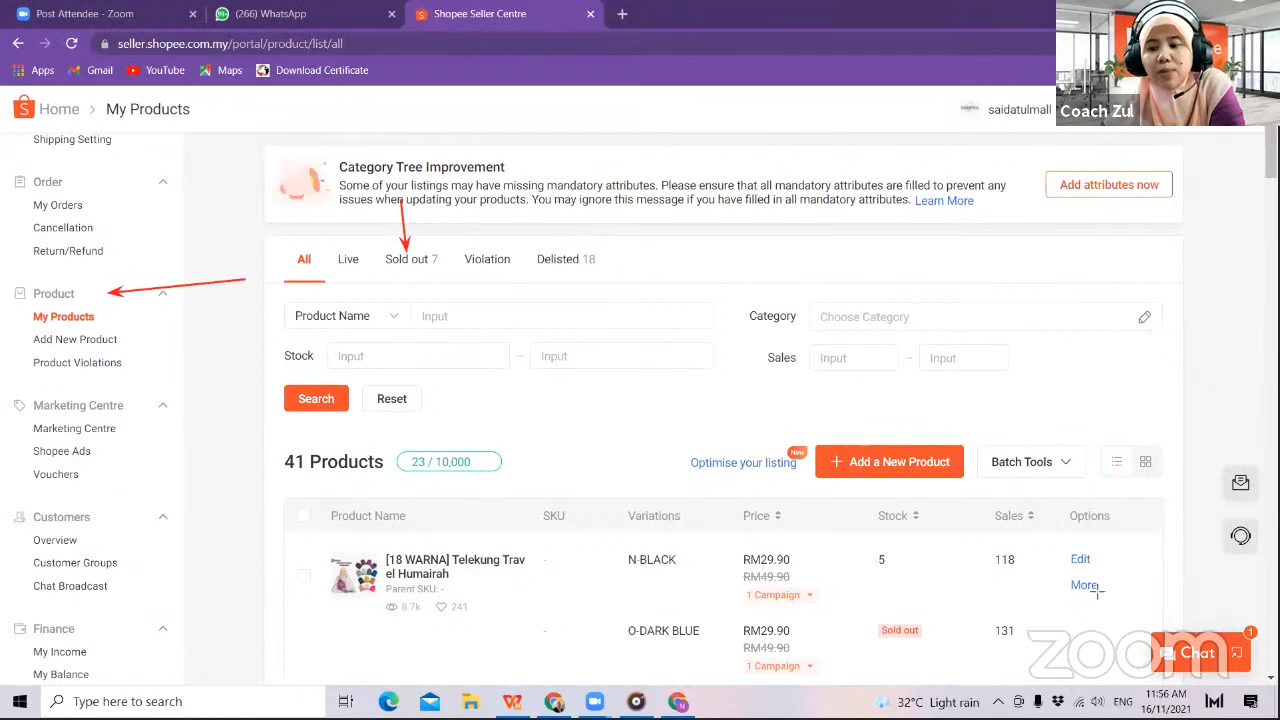 Post Attendee - Zoom
(266) WhatsApp
Shopee Seller Centre
seller.shopee.com.my/portal/product/list/all
Apps
Gmail
YouTube
Maps
Download Certificate
Coach Zul
Home > My Products
saidatulmall
Shipping Setting
Order
My Orders
Cancellation
Return/Refund
Product
My Products
Add New Product
Product Violations
Marketing Centre
Marketing Centre
Shopee Ads
Vouchers
Customers
Overview
Customer Groups
Chat Broadcast
Finance
My Income
My Balance
Category Tree Improvement
Some of your listings may have missing mandatory attributes. Please ensure that all mandatory attributes are filled to prevent any
issues when updating your products. You may ignore this message if you have filled in all mandatory attributes. Learn More
Add attributes now
All
Live
Sold out 7
Violation
Delisted 18
Product Name
Input
Category
Choose Category
Stock
Input
Input
Sales
Input
Input
Search
Reset
41 Products
23 / 10,000
Optimise your listing
New
+ Add a New Product
Batch Tools
Product Name
SKU
Variations
Price
Stock
Sales
Options
[18 WARNA] Telekung Trav
el Humairah
Parent SKU: -
8.7k
241
-
N-BLACK
RM29.90
RM49.90
1 Campaign
5
118
Edit
More
-
O-DARK BLUE
RM29.90
RM49.90
1 Campaign
Sold out
131
zoom
Chat
1
Type here to search
32°C Light rain
ENG
11:56 AM
16/11/2021